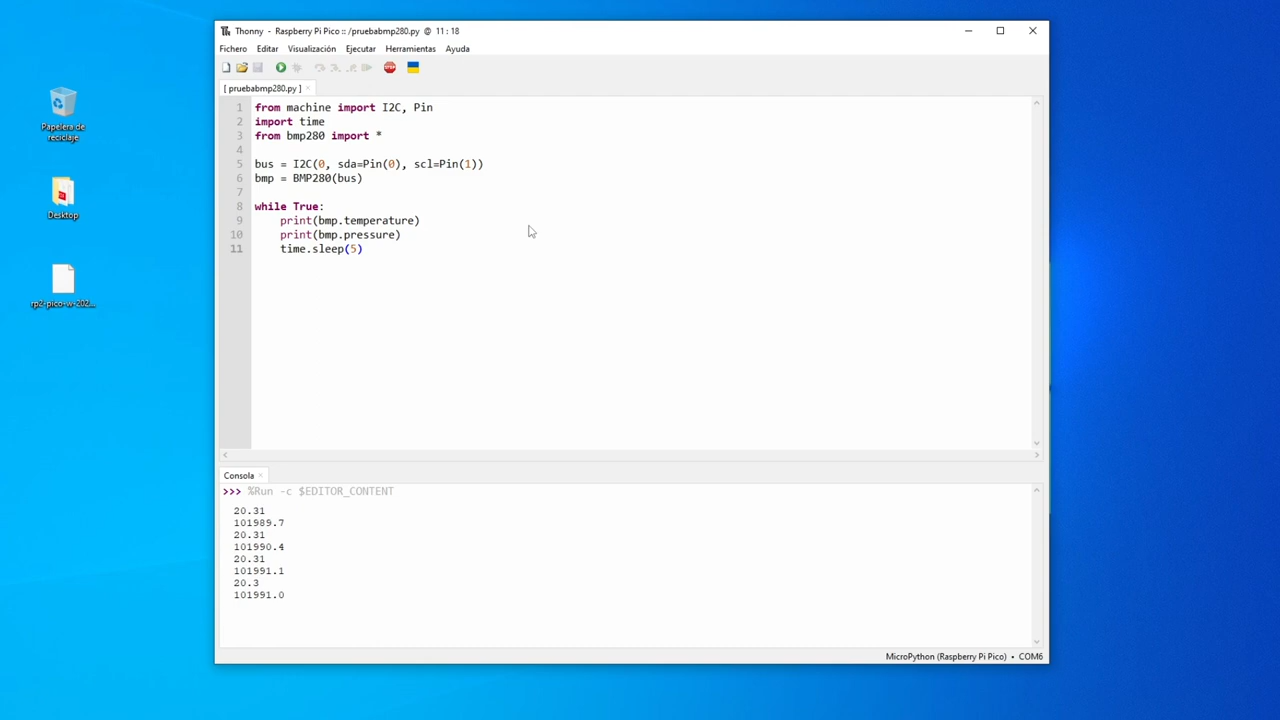 Thonny - Raspberry Pi Pico :: /pruebabmp280.py @ 11:18
Fichero Editar Visualización Ejecutar Herramientas Ayuda
[ pruebabmp280.py ]
1 from machine import I2C, Pin
2 import time
3 from bmp280 import *
4
5 bus = I2C(0, sda=Pin(0), scl=Pin(1))
6 bmp = BMP280(bus)
7
8 while True:
9     print(bmp.temperature)
10     print(bmp.pressure)
11     time.sleep(5)
Consola
>>> %Run -c $EDITOR_CONTENT
20.31
101989.7
20.31
101990.4
20.31
101991.1
20.3
101991.0
MicroPython (Raspberry Pi Pico) • COM6
Papelera de
reciclaje
Desktop
rp2-pico-w-202...
STOP